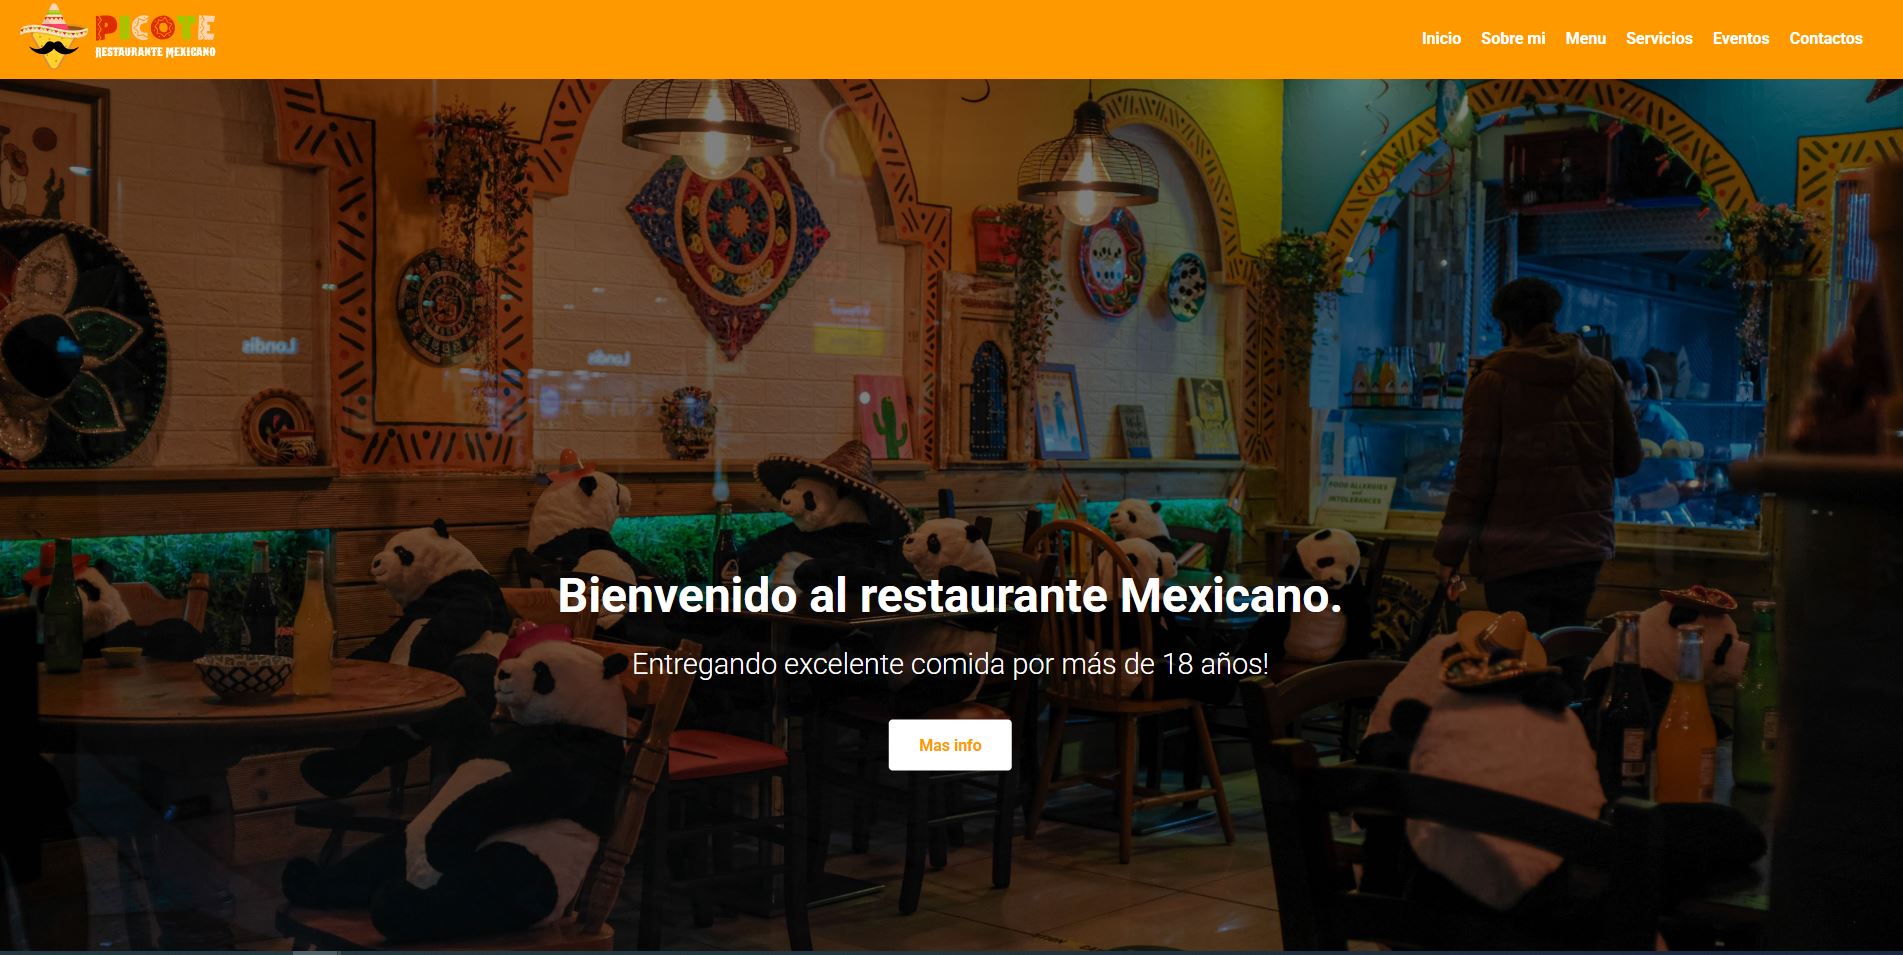 PICOTE
RESTAURANTE MEXICANO
Inicio Sobre mi Menu Servicios Eventos Contactos
Londis
Londis
FOOD ALLERGIES
and
INTOLERANCES
Bienvenido al restaurante Mexicano.
Entregando excelente comida por más de 18 años!
Mas info